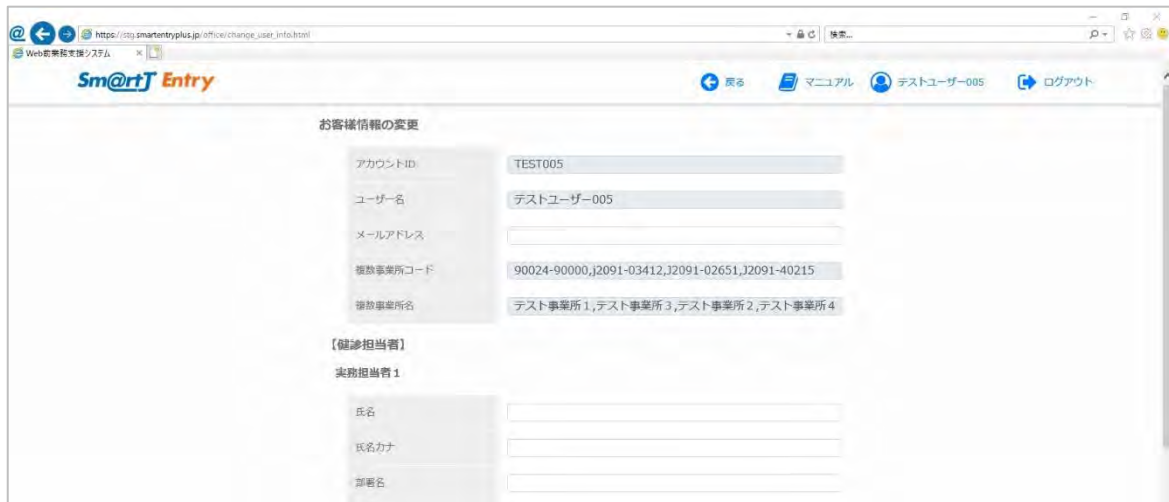 https://stg.smartentryplus.jp/office/change_user_info.html
検索...
Web前業務支援システム
Sm@rtT Entry
戻る
マニュアル
テストユーザー005
ログアウト
お客様情報の変更
アカウントID
TEST005
ユーザー名
テストユーザー005
メールアドレス
複数事業所コード
90024-90000,j2091-03412,J2091-02651,J2091-40215
複数事業所名
テスト事業所1,テスト事業所3,テスト事業所2,テスト事業所4
【健診担当者】
実務担当者1
氏名
氏名カナ
部署名